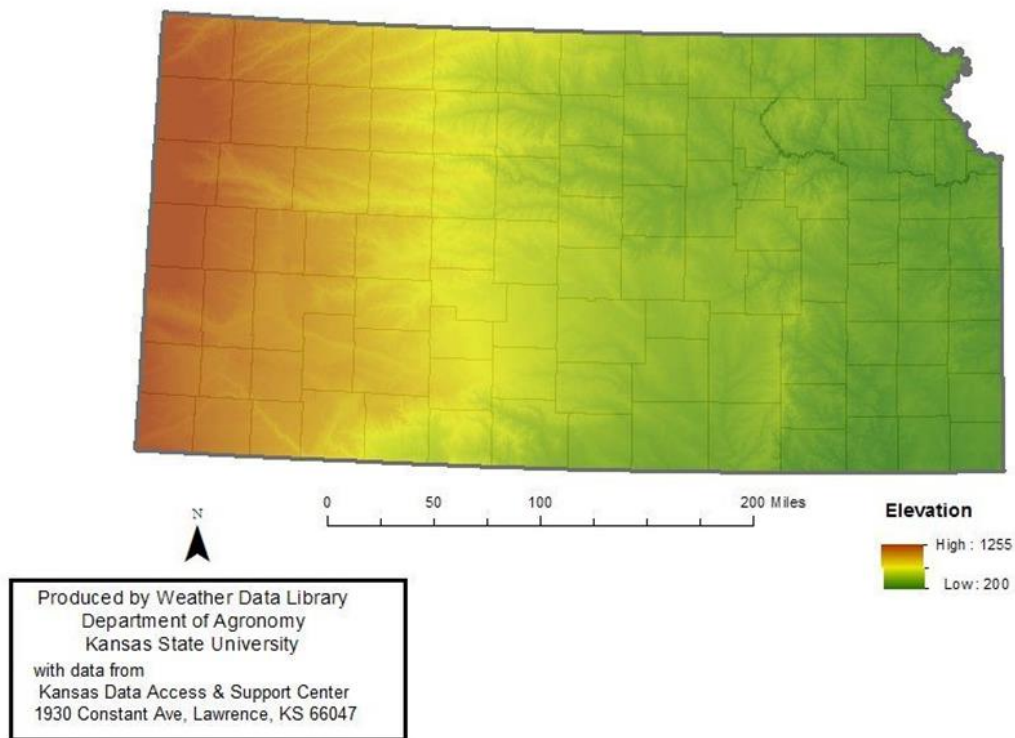 N
0 50 100 200 Miles
Elevation
High : 1255
Low: 200
Produced by Weather Data Library
Department of Agronomy
Kansas State University
with data from
Kansas Data Access & Support Center
1930 Constant Ave, Lawrence, KS 66047